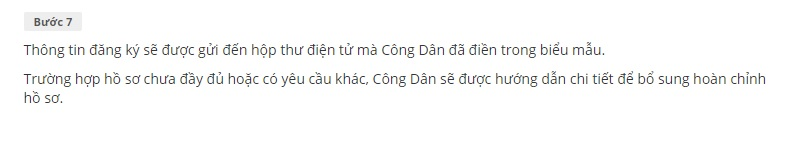 Bước 7
Thông tin đăng ký sẽ được gửi đến hộp thư điện tử mà Công Dân đã điền trong biểu mẫu.
Trường hợp hồ sơ chưa đầy đủ hoặc có yêu cầu khác, Công Dân sẽ được hướng dẫn chi tiết để bổ sung hoàn chỉnh
hồ sơ.